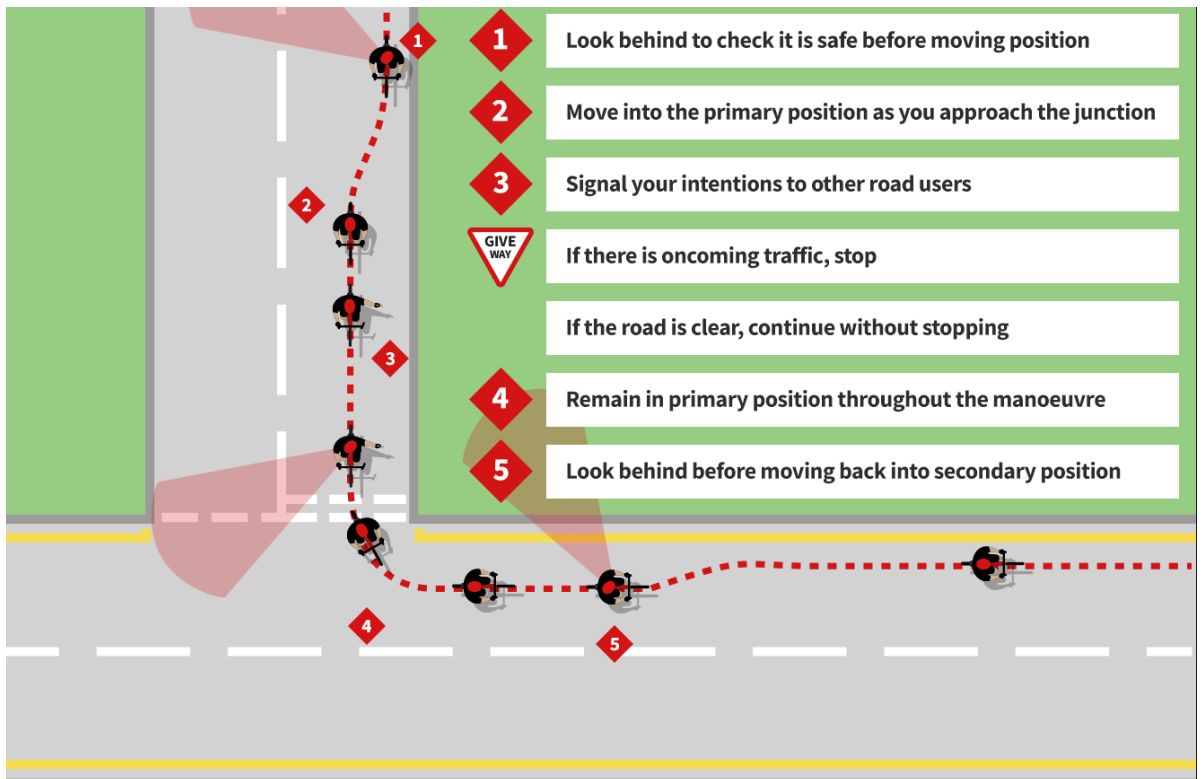 1
1 Look behind to check it is safe before moving position
2 Move into the primary position as you approach the junction
3 Signal your intentions to other road users
2
GIVE
WAY
If there is oncoming traffic, stop
If the road is clear, continue without stopping
3
4 Remain in primary position throughout the manoeuvre
5 Look behind before moving back into secondary position
4
5